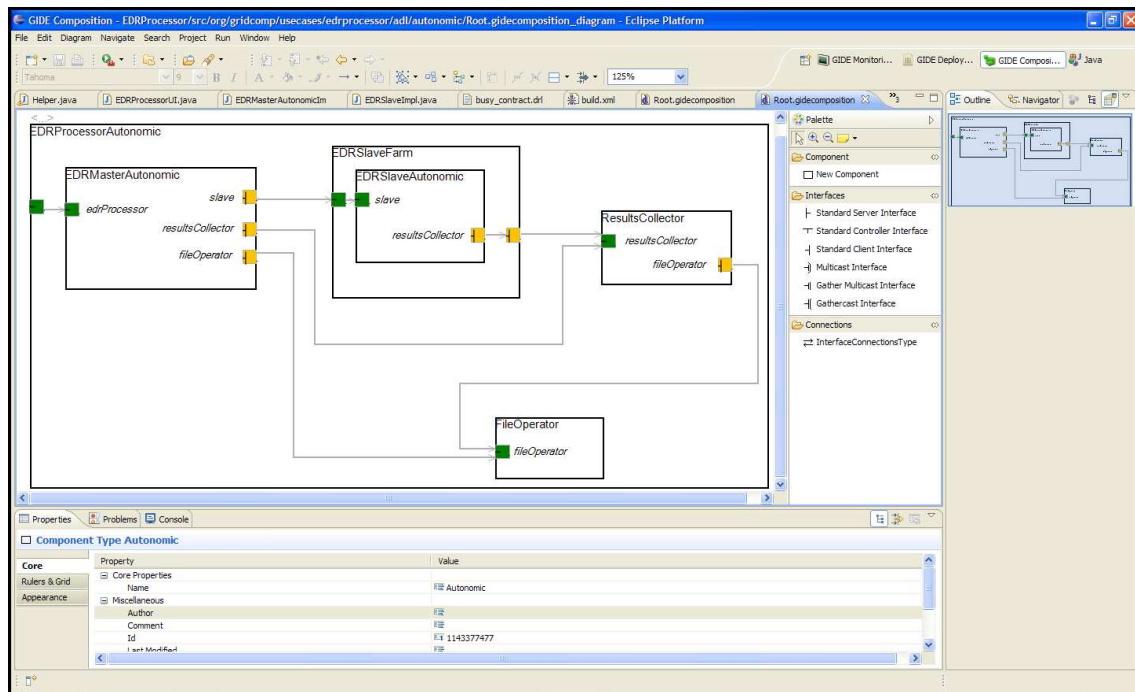 GIDE Composition - EDRProcessor/src/org/gridcomp/usecases/edrprocessor/adl/autonomic/Root.gidecomposition_diagram - Eclipse Platform
File Edit Diagram Navigate Search Project Run Window Help
Tahoma 9 B I A 125%
GIDE Monitori... GIDE Deploy... GIDE Composi... Java
Helper.java EDRProcessorUI.java EDRMasterAutonomicIm EDRSlaveImpl.java busy_contract.drl build.xml Root.gidecomposition Root.gidecomposition »3
Outline Navigator
<...>
EDRProcessorAutonomic
EDRMasterAutonomic
edrProcessor
slave
resultsCollector
fileOperator
EDRSlaveFarm
EDRSlaveAutonomic
slave
resultsCollector
ResultsCollector
resultsCollector
fileOperator
FileOperator
fileOperator
Palette
Component
New Component
Interfaces
Standard Server Interface
Standard Controller Interface
Standard Client Interface
Multicast Interface
Gather Multicast Interface
Gathercast Interface
Connections
InterfaceConnectionsType
Properties Problems Console
Component Type Autonomic
Core
Rulers & Grid
Appearance
Property Value
Core Properties
Name Autonomic
Miscellaneous
Author
Comment
Id 1143377477
Last Modified